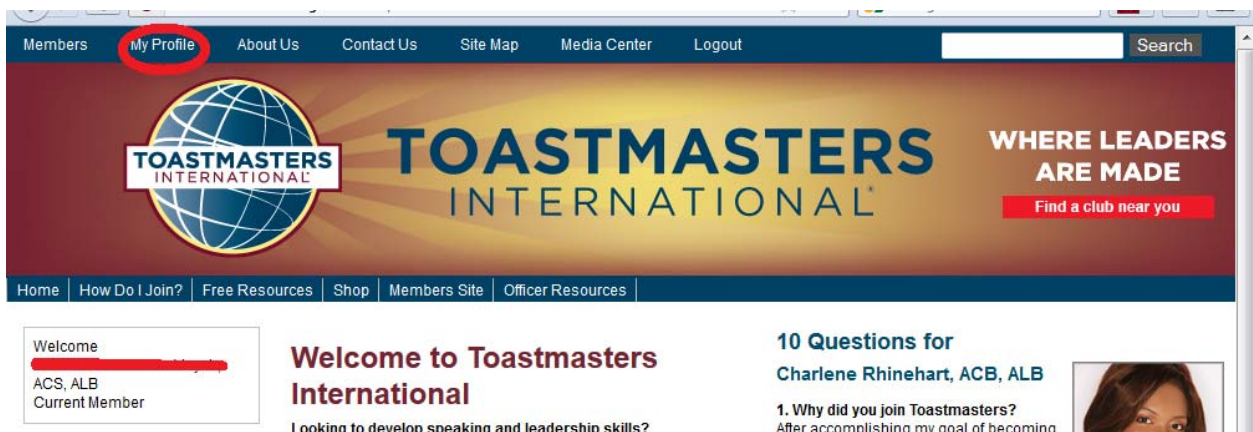 Members My Profile About Us Contact Us Site Map Media Center Logout Search
TOASTMASTERS
INTERNATIONAL
TOASTMASTERS
INTERNATIONAL
WHERE LEADERS
ARE MADE
Find a club near you
Home How Do I Join? Free Resources Shop Members Site Officer Resources
Welcome
ACS, ALB
Current Member
Welcome to Toastmasters
International
Looking to develop speaking and leadership skills?
10 Questions for
Charlene Rhinehart, ACB, ALB
1. Why did you join Toastmasters?
After accomplishing my goal of becoming